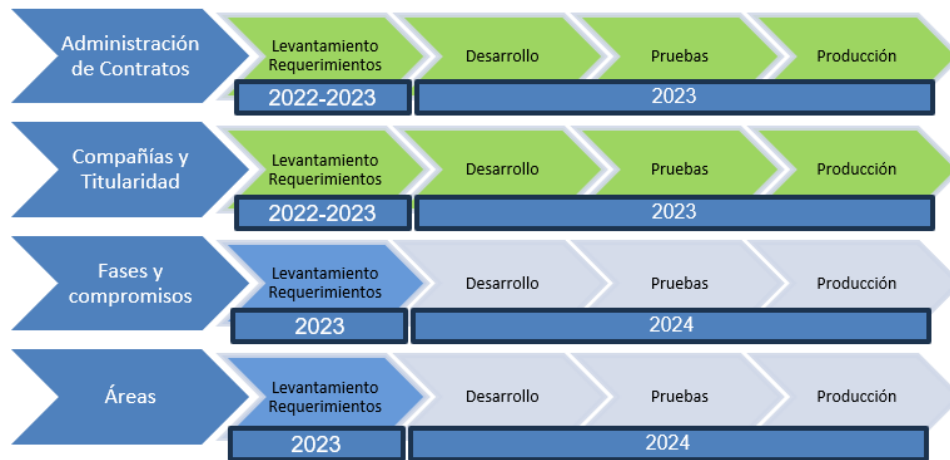 Administración
de Contratos
Levantamiento
Requerimientos
Desarrollo
Pruebas
Producción
2022-2023
2023
Compañías y
Titularidad
Levantamiento
Requerimientos
Desarrollo
Pruebas
Producción
2022-2023
2023
Fases y
compromisos
Levantamiento
Requerimientos
Desarrollo
Pruebas
Producción
2023
2024
Áreas
Levantamiento
Requerimientos
Desarrollo
Pruebas
Producción
2023
2024